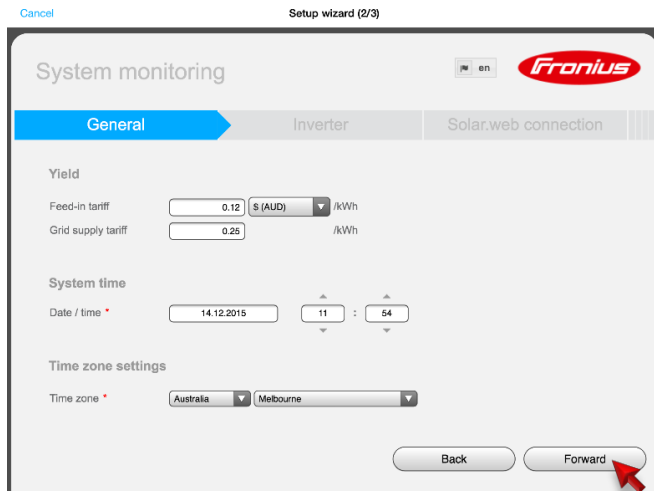 Cancel Setup wizard (2/3)
System monitoring en Fronius
General Inverter Solar.web connection
Yield
Feed-in tariff 0.12 $ (AUD) /kWh
Grid supply tariff 0.25 /kWh
System time
Date / time * 14.12.2015 11 : 54
Time zone settings
Time zone * Australia Melbourne
Back Forward